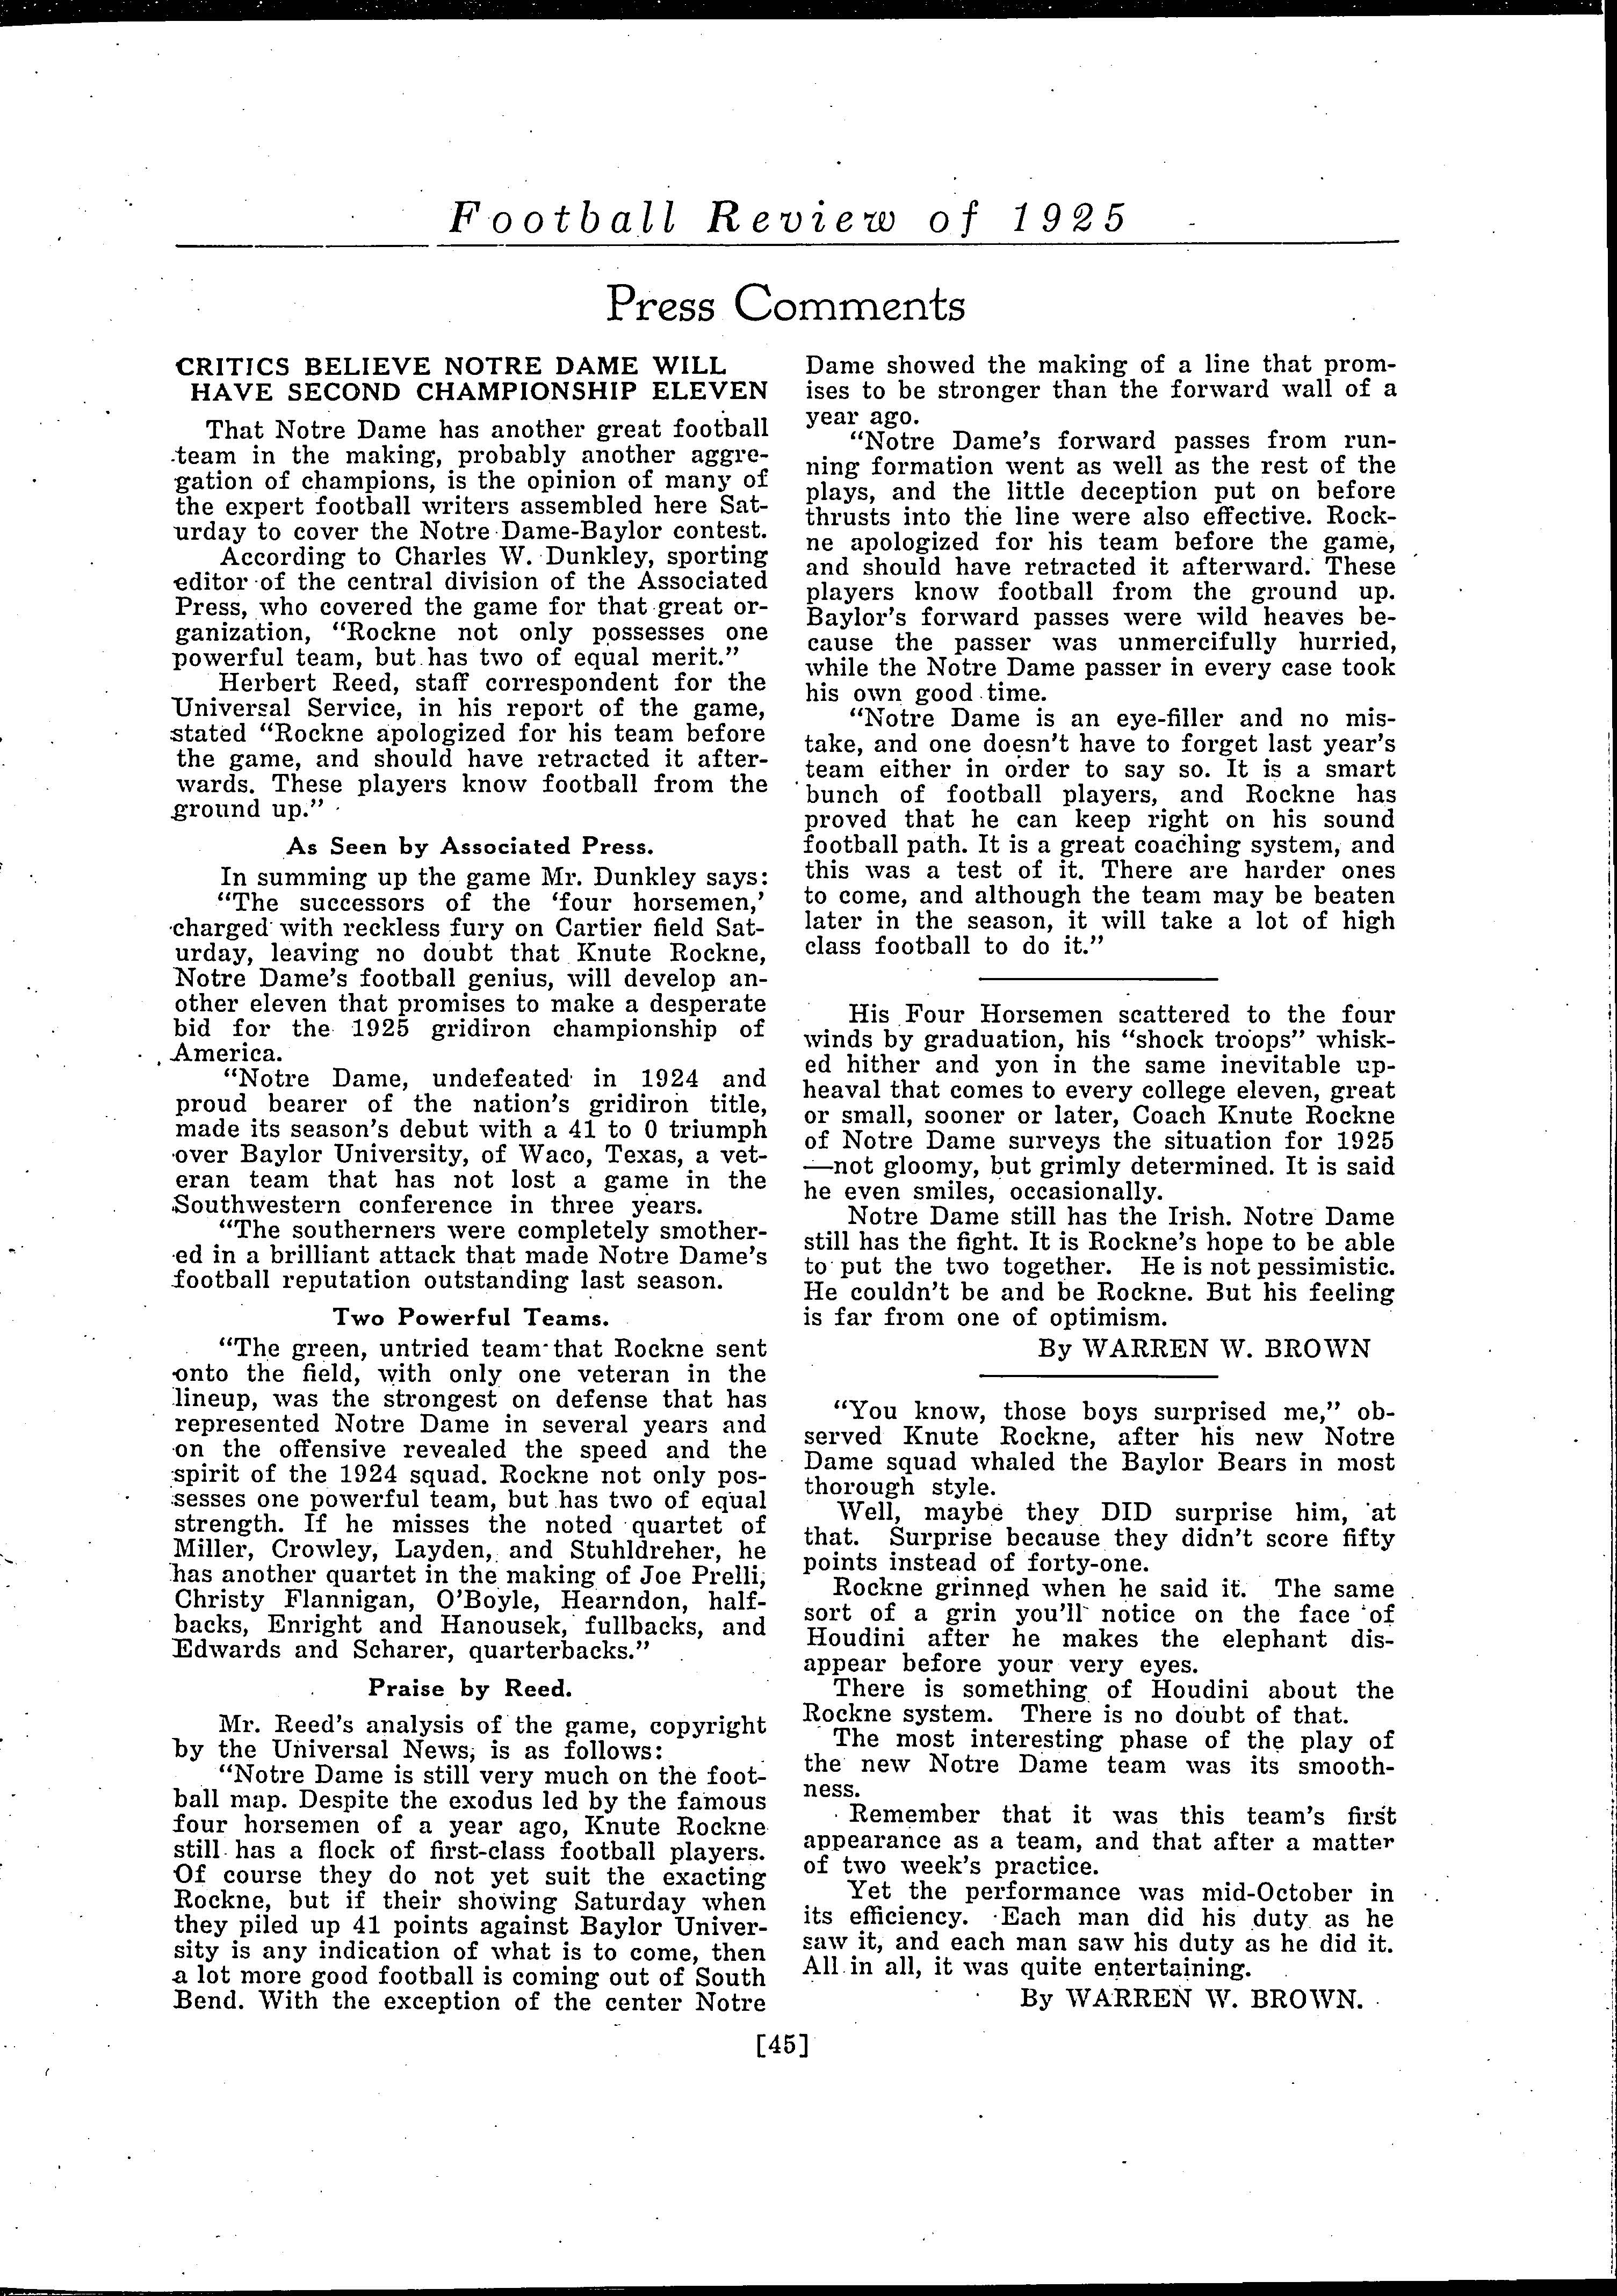 Football Review of 1925
Press Comments
CRITICS BELIEVE NOTRE DAME WILL
HAVE SECOND CHAMPIONSHIP ELEVEN
That Notre Dame has another great football
team in the making, probably another aggre-
gation of champions, is the opinion of many of
the expert football writers assembled here Sat-
urday to cover the Notre Dame-Baylor contest.
According to Charles W. Dunkley, sporting
editor of the central division of the Associated
Press, who covered the game for that great or-
ganization, “Rockne not only possesses one
powerful team, but has two of equal merit.”
Herbert Reed, staff correspondent for the
Universal Service, in his report of the game,
stated “Rockne apologized for his team before
the game, and should have retracted it after-
wards. These players know football from the
ground up.”
As Seen by Associated Press.
In summing up the game Mr. Dunkley says:
“The successors of the ‘four horsemen,’
charged with reckless fury on Cartier field Sat-
urday, leaving no doubt that Knute Rockne,
Notre Dame's football genius, will develop an-
other eleven that promises to make a desperate
bid for the 1925 gridiron championship of
America.
“Notre Dame, undefeated in 1924 and
proud bearer of the nation's gridiron title,
made its season's debut with a 41 to 0 triumph
over Baylor University, of Waco, Texas, a vet-
eran team that has not lost a game in the
Southwestern conference in three years.
“The southerners were completely smother-
ed in a brilliant attack that made Notre Dame's
football reputation outstanding last season.
Two Powerful Teams.
“The green, untried team that Rockne sent
onto the field, with only one veteran in the
lineup, was the strongest on defense that has
represented Notre Dame in several years and
on the offensive revealed the speed and the
spirit of the 1924 squad. Rockne not only pos-
sesses one powerful team, but has two of equal
strength. If he misses the noted quartet of
Miller, Crowley, Layden, and Stuhldreher, he
has another quartet in the making of Joe Prelli,
Christy Flannigan, O'Boyle, Hearndon, half-
backs, Enright and Hanousek, fullbacks, and
Edwards and Scharer, quarterbacks.”
Praise by Reed.
Mr. Reed's analysis of the game, copyright
by the Universal News, is as follows:
“Notre Dame is still very much on the foot-
ball map. Despite the exodus led by the famous
four horsemen of a year ago, Knute Rockne
still has a flock of first-class football players.
Of course they do not yet suit the exacting
Rockne, but if their showing Saturday when
they piled up 41 points against Baylor Univer-
sity is any indication of what is to come, then
a lot more good football is coming out of South
Bend. With the exception of the center Notre
Dame showed the making of a line that prom-
ises to be stronger than the forward wall of a
year ago.
“Notre Dame's forward passes from run-
ning formation went as well as the rest of the
plays, and the little deception put on before
thrusts into the line were also effective. Rock-
ne apologized for his team before the game,
and should have retracted it afterward. These
players know football from the ground up.
Baylor's forward passes were wild heaves be-
cause the passer was unmercifully hurried,
while the Notre Dame passer in every case took
his own good time.
“Notre Dame is an eye-filler and no mis-
take, and one doesn't have to forget last year's
team either in order to say so. It is a smart
bunch of football players, and Rockne has
proved that he can keep right on his sound
football path. It is a great coaching system, and
this was a test of it. There are harder ones
to come, and although the team may be beaten
later in the season, it will take a lot of high
class football to do it.”
His Four Horsemen scattered to the four
winds by graduation, his “shock troops” whisk-
ed hither and yon in the same inevitable up-
heaval that comes to every college eleven, great
or small, sooner or later, Coach Knute Rockne
of Notre Dame surveys the situation for 1925
—not gloomy, but grimly determined. It is said
he even smiles, occasionally.
Notre Dame still has the Irish. Notre Dame
still has the fight. It is Rockne's hope to be able
to put the two together. He is not pessimistic.
He couldn't be and be Rockne. But his feeling
is far from one of optimism.
By WARREN W. BROWN
“You know, those boys surprised me,” ob-
served Knute Rockne, after his new Notre
Dame squad whaled the Baylor Bears in most
thorough style.
Well, maybe they DID surprise him, at
that. Surprise because they didn't score fifty
points instead of forty-one.
Rockne grinned when he said it. The same
sort of a grin you'll notice on the face of
Houdini after he makes the elephant dis-
appear before your very eyes.
There is something of Houdini about the
Rockne system. There is no doubt of that.
The most interesting phase of the play of
the new Notre Dame team was its smooth-
ness.
Remember that it was this team's first
appearance as a team, and that after a matter
of two week's practice.
Yet the performance was mid-October in
its efficiency. Each man did his duty as he
saw it, and each man saw his duty as he did it.
All in all, it was quite entertaining.
By WARREN W. BROWN.
[45]